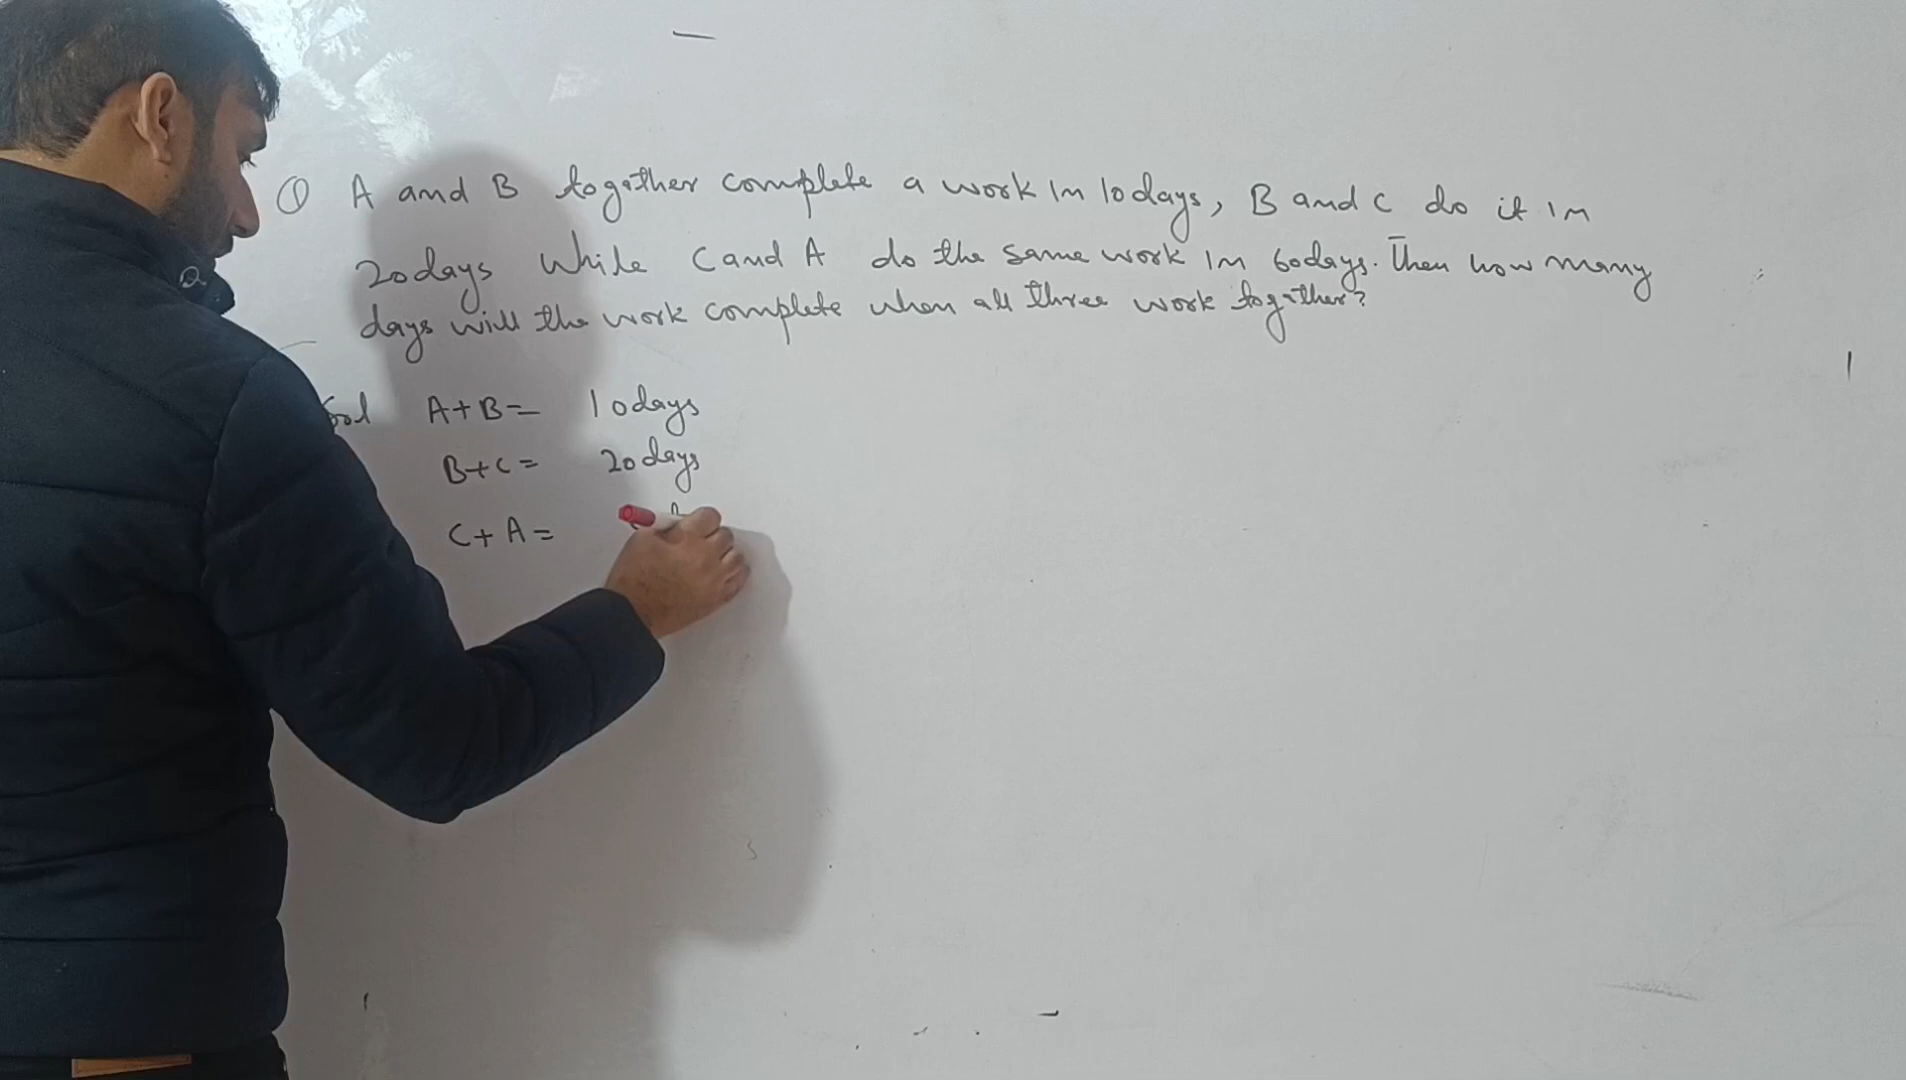 ① A and B together complete a work in 10 days, B and C do it in
20 days While C and A do the same work in 60 days. Then how many
days will the work complete when all three work together?
Sol A+B= 10 days
B+C= 20 days
C+A=